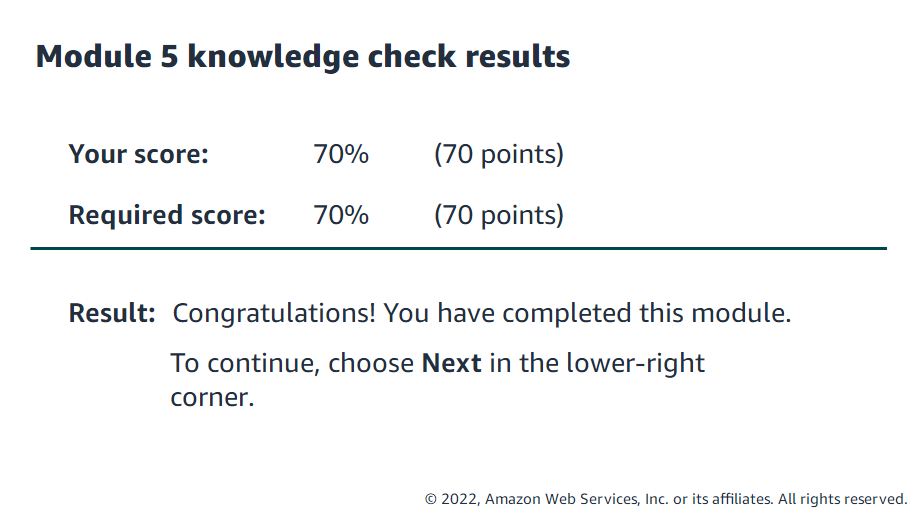 Module 5 knowledge check results
Your score: 70% (70 points)
Required score: 70% (70 points)
Result: Congratulations! You have completed this module.
To continue, choose Next in the lower-right
corner.
© 2022, Amazon Web Services, Inc. or its affiliates. All rights reserved.